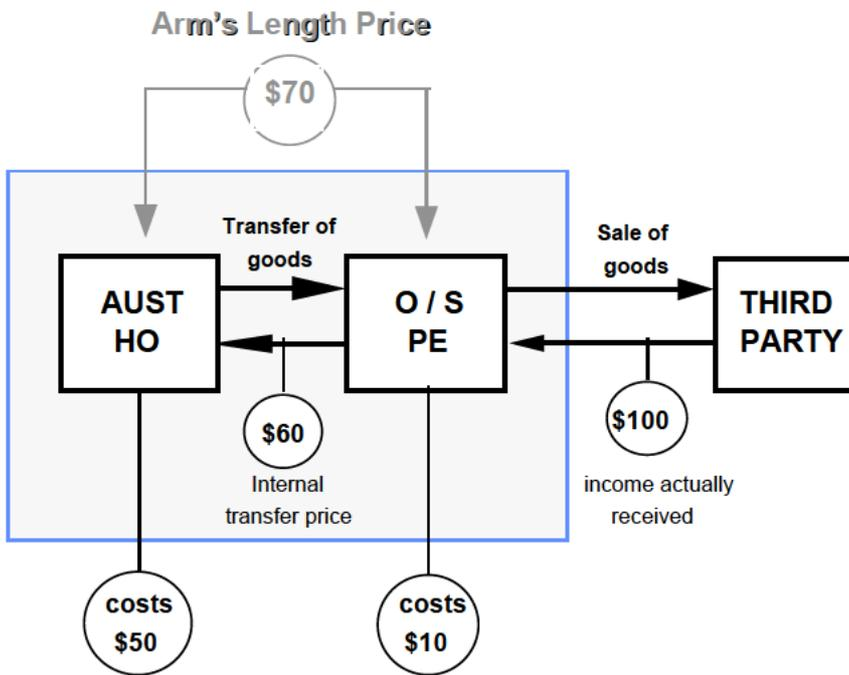 Arm's Length Price
$70
Transfer of
goods
Sale of
goods
AUST
HO
O / S
PE
THIRD
PARTY
$60
Internal
transfer price
$100
income actually
received
costs
$50
costs
$10